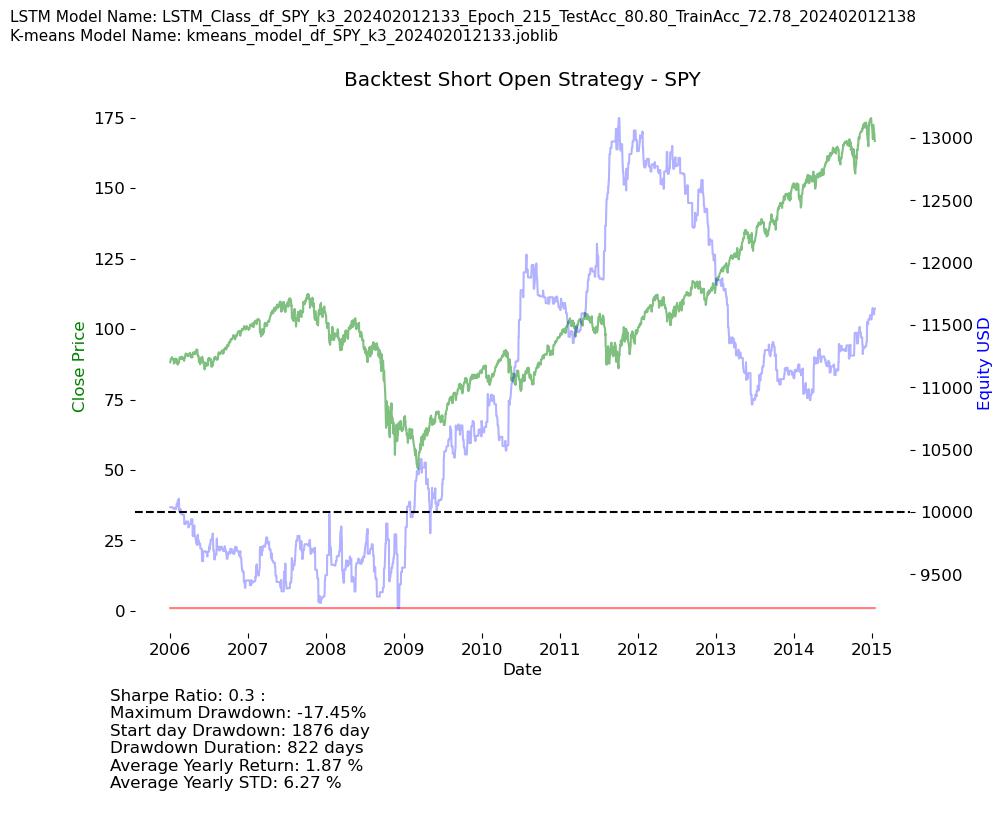 LSTM Model Name: LSTM_Class_df_SPY_k3_202402012133_Epoch_215_TestAcc_80.80_TrainAcc_72.78_202402012138
K-means Model Name: kmeans_model_df_SPY_k3_202402012133.joblib
Backtest Short Open Strategy - SPY
Close Price
175
150
125
100
75
50
25
0
13000
12500
12000
11500
11000
10500
10000
9500
Equity USD
2006 2007 2008 2009 2010 2011 2012 2013 2014 2015
Date
Sharpe Ratio: 0.3 :
Maximum Drawdown: -17.45%
Start day Drawdown: 1876 day
Drawdown Duration: 822 days
Average Yearly Return: 1.87 %
Average Yearly STD: 6.27 %